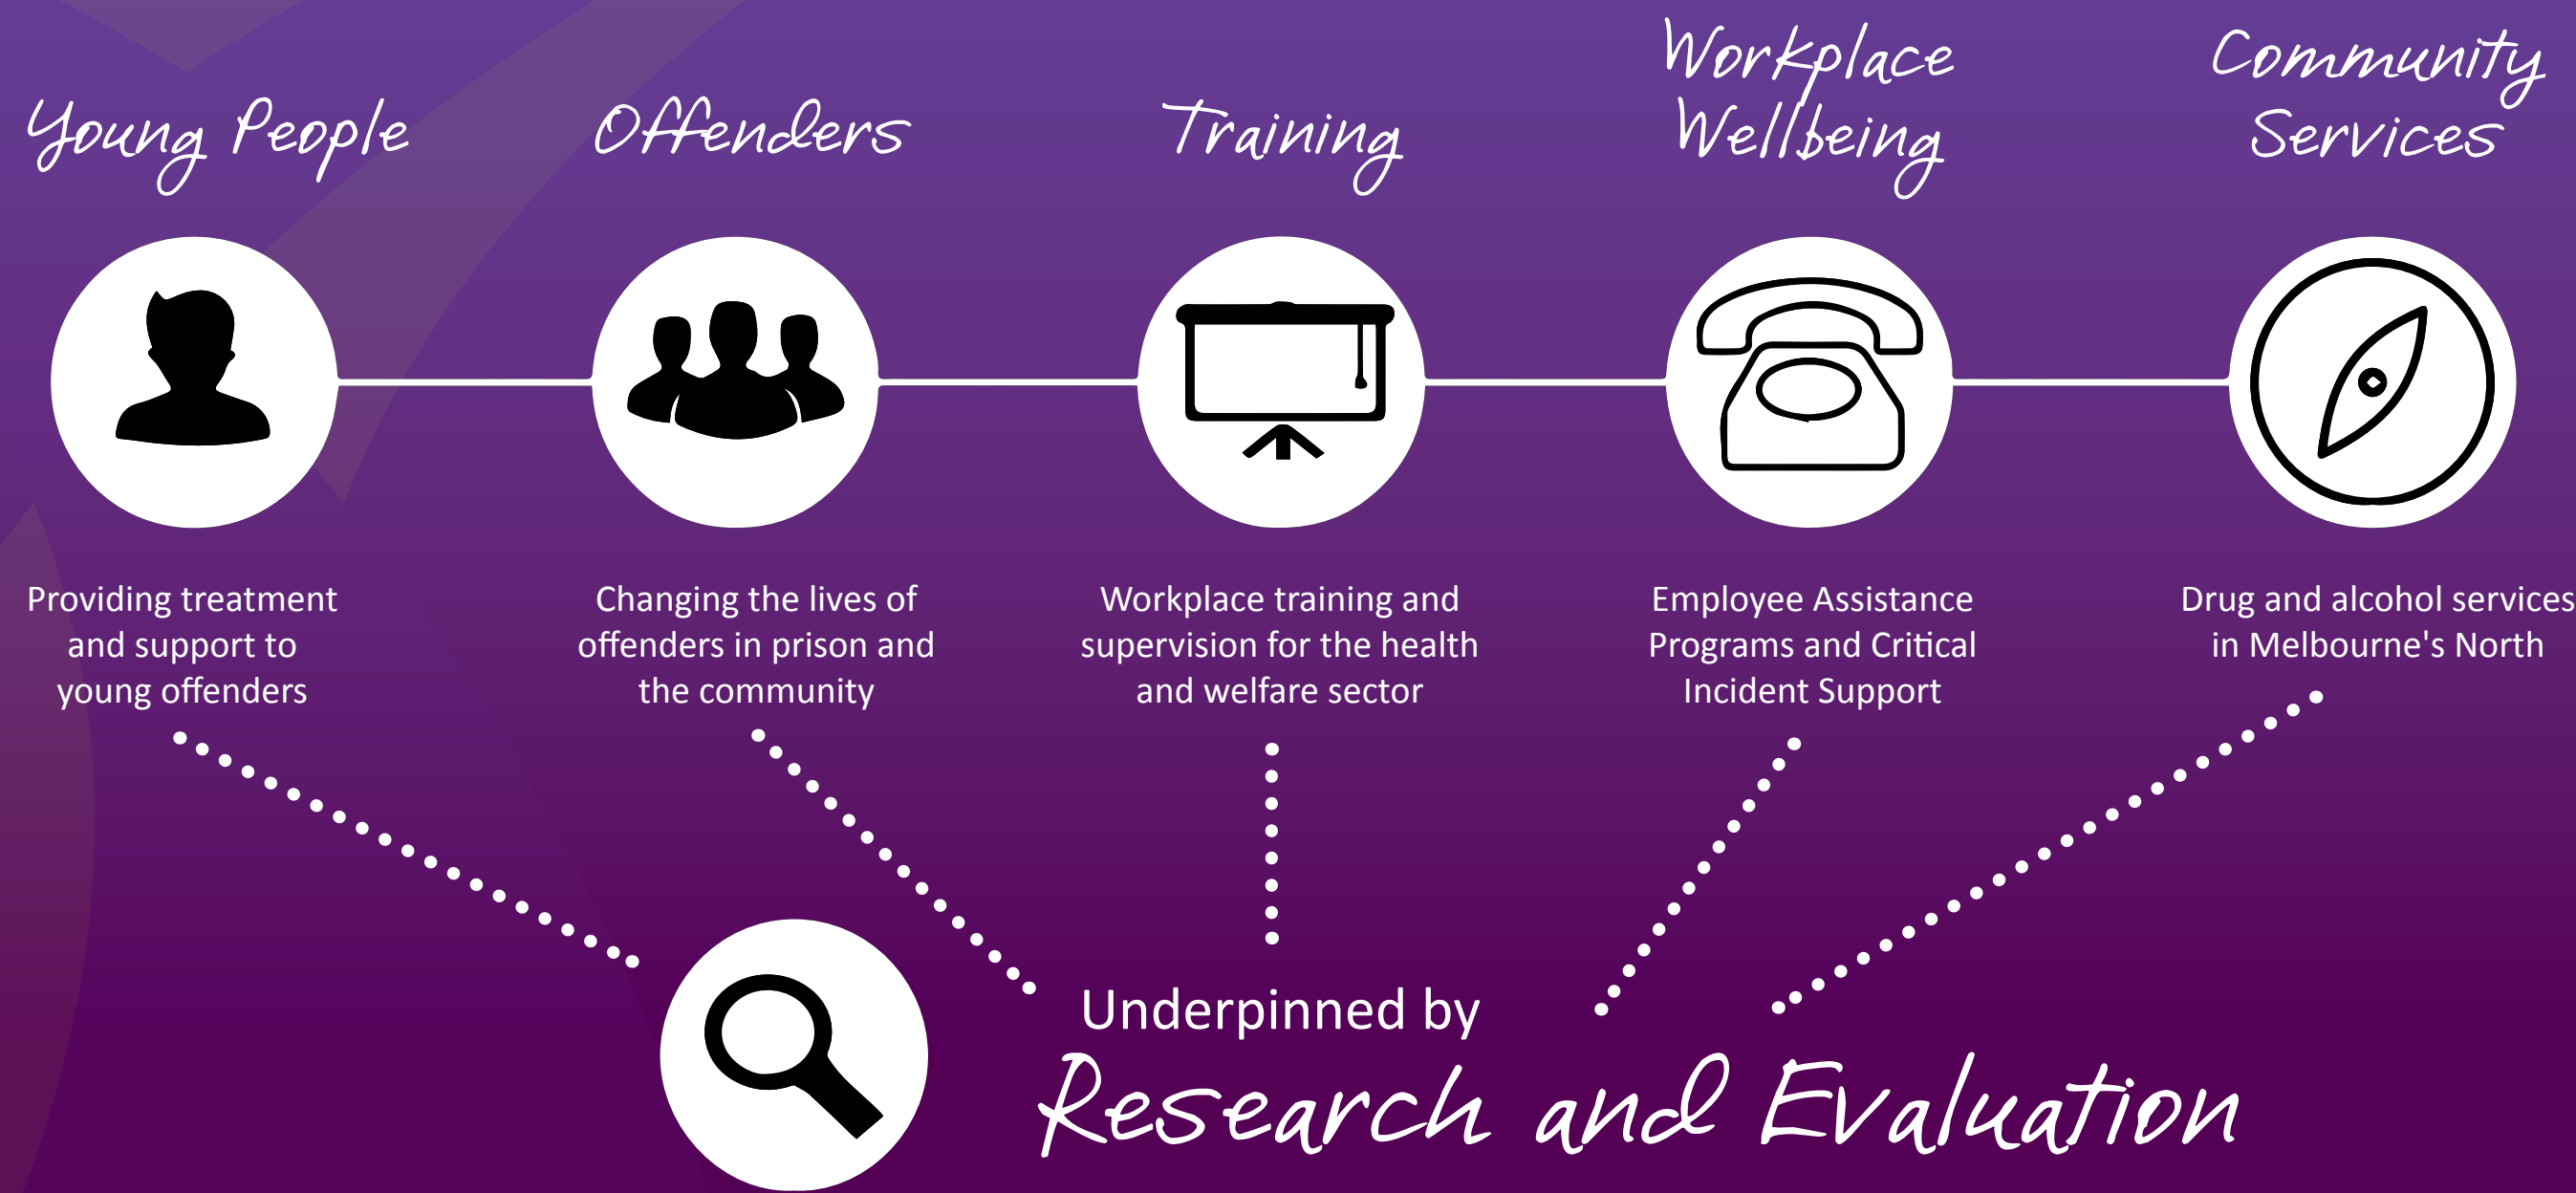 Young People
Offenders
Training
Workplace
Wellbeing
Community
Services
Providing treatment
and support to
young offenders
Changing the lives of
offenders in prison and
the community
Workplace training and
supervision for the health
and welfare sector
Employee Assistance
Programs and Critical
Incident Support
Drug and alcohol services
in Melbourne's North
Underpinned by
Research and Evaluation